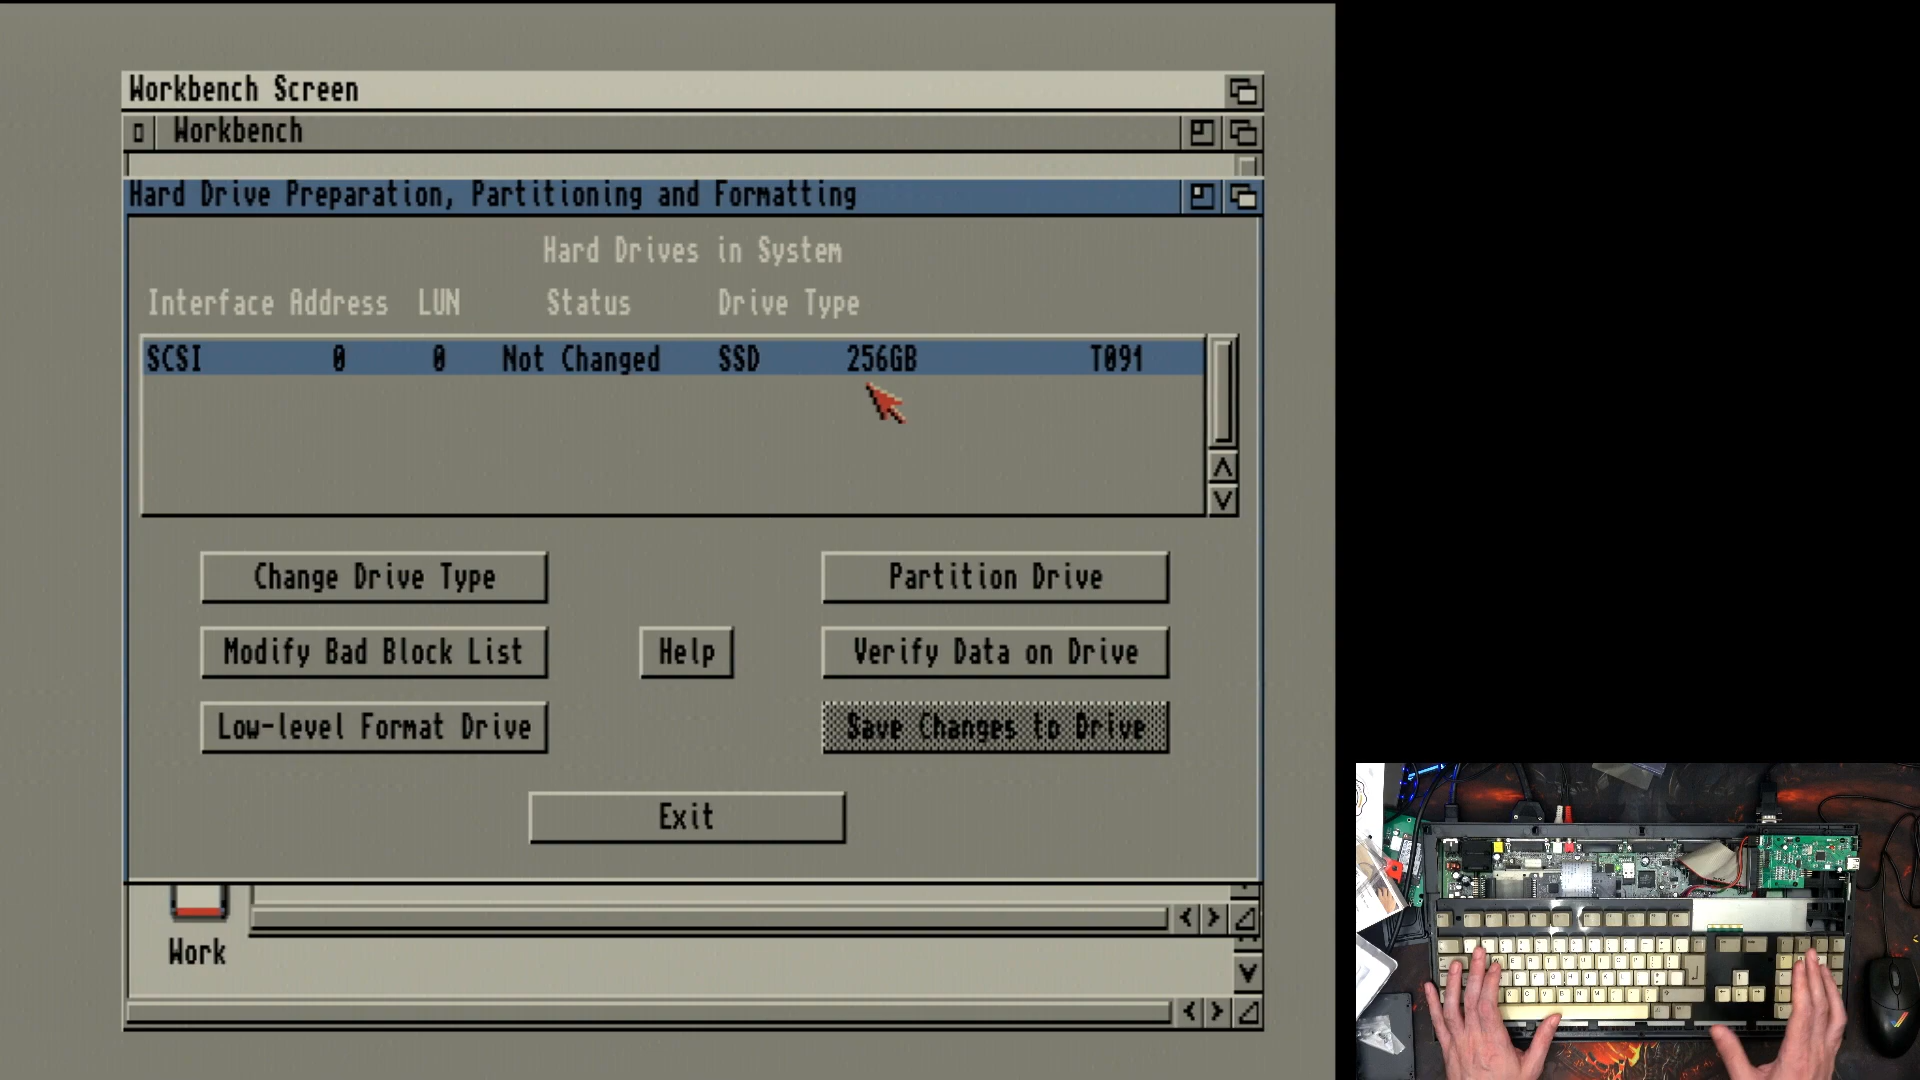 Workbench Screen
Workbench
Hard Drive Preparation, Partitioning and Formatting
Hard Drives in System
Interface Address LUN Status Drive Type
SCSI 0 0 Not Changed SSD 256GB T091
Change Drive Type
Partition Drive
Modify Bad Block List
Help
Verify Data on Drive
Low-level Format Drive
Save Changes to Drive
Exit
Work